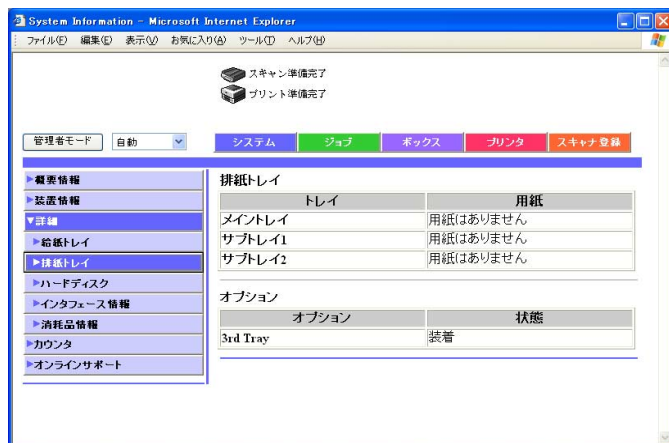 System Information - Microsoft Internet Explorer
ファイル(F) 編集(E) 表示(V) お気に入り(A) ツール(T) ヘルプ(H)
スキャン準備完了
プリント準備完了
管理者モード 自動 システム ジョブ ボックス プリンタ スキャナ登録
概要情報
装置情報
詳細
給紙トレイ
排紙トレイ
ハードディスク
インタフェース情報
消耗品情報
カウンタ
オンラインサポート
排紙トレイ
トレイ 用紙
メイントレイ 用紙はありません
サブトレイ1 用紙はありません
サブトレイ2 用紙はありません
オプション
オプション 状態
3rd Tray 装着